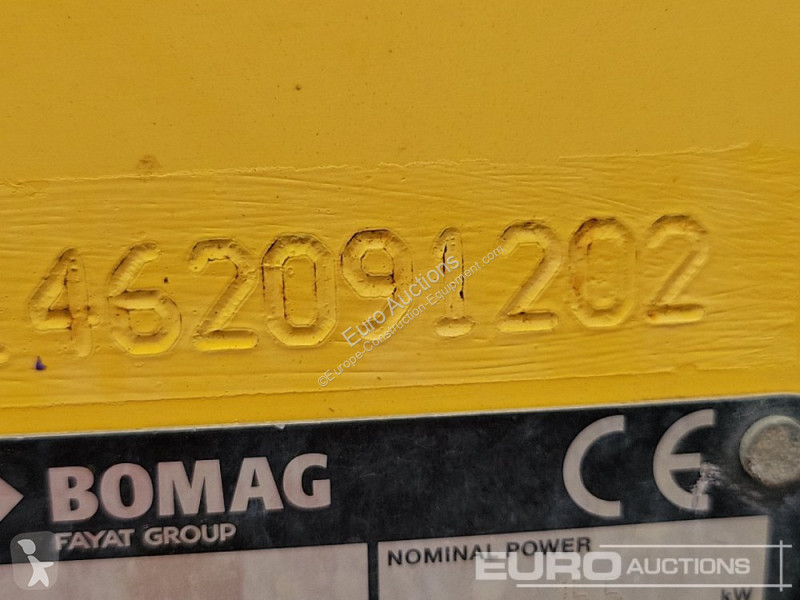 .462091202
Euro Auctions
©Europe-Construction-Equipment.com
BOMAG
CE
FAYAT GROUP
NOMINAL POWER
kW
EURO AUCTIONS